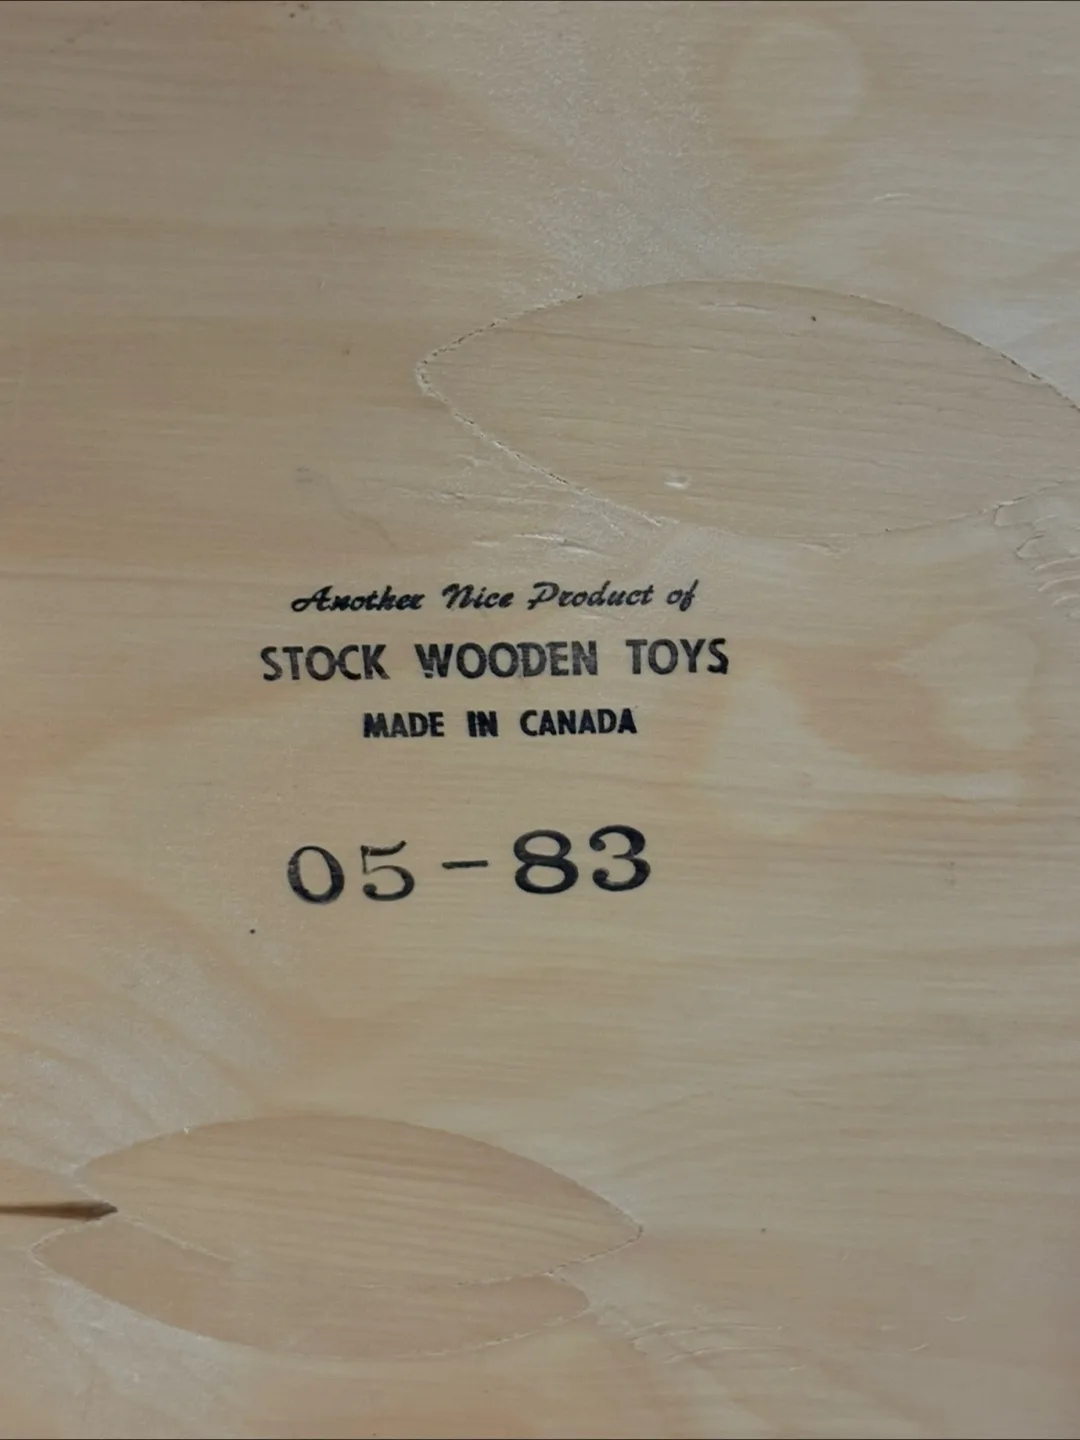 Another Nice Product of
STOCK WOODEN TOYS
MADE IN CANADA
05-83